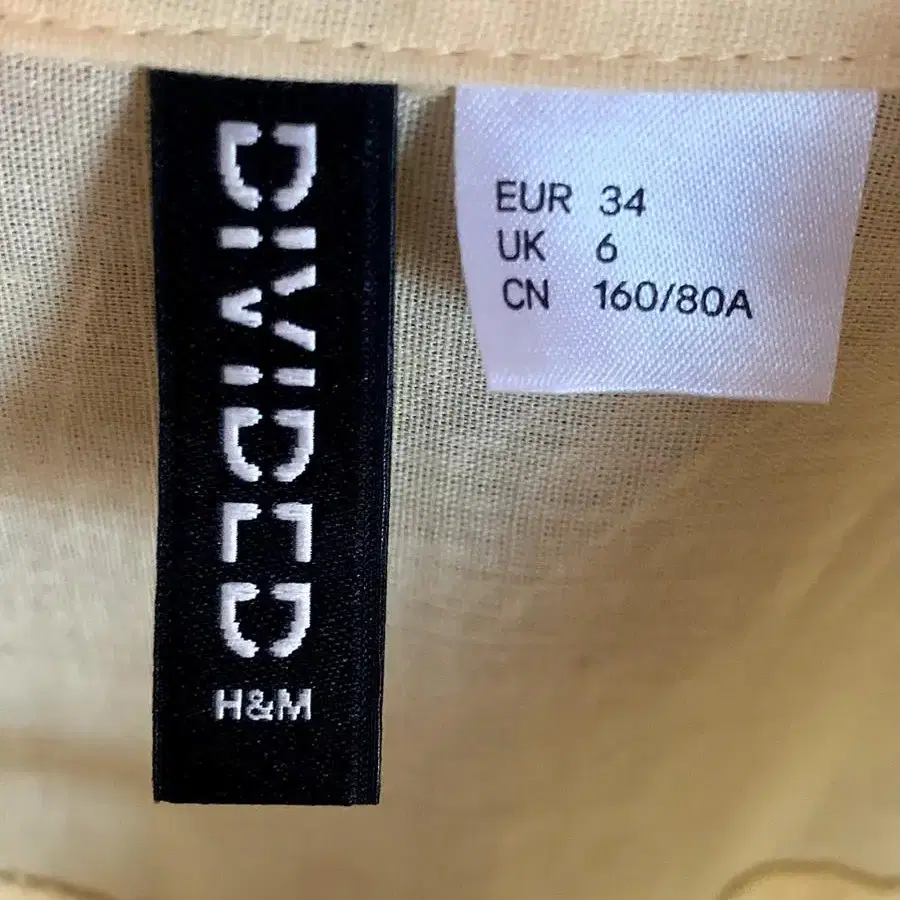 DIVIDED
H&M
EUR 34
UK 6
CN 160/80A